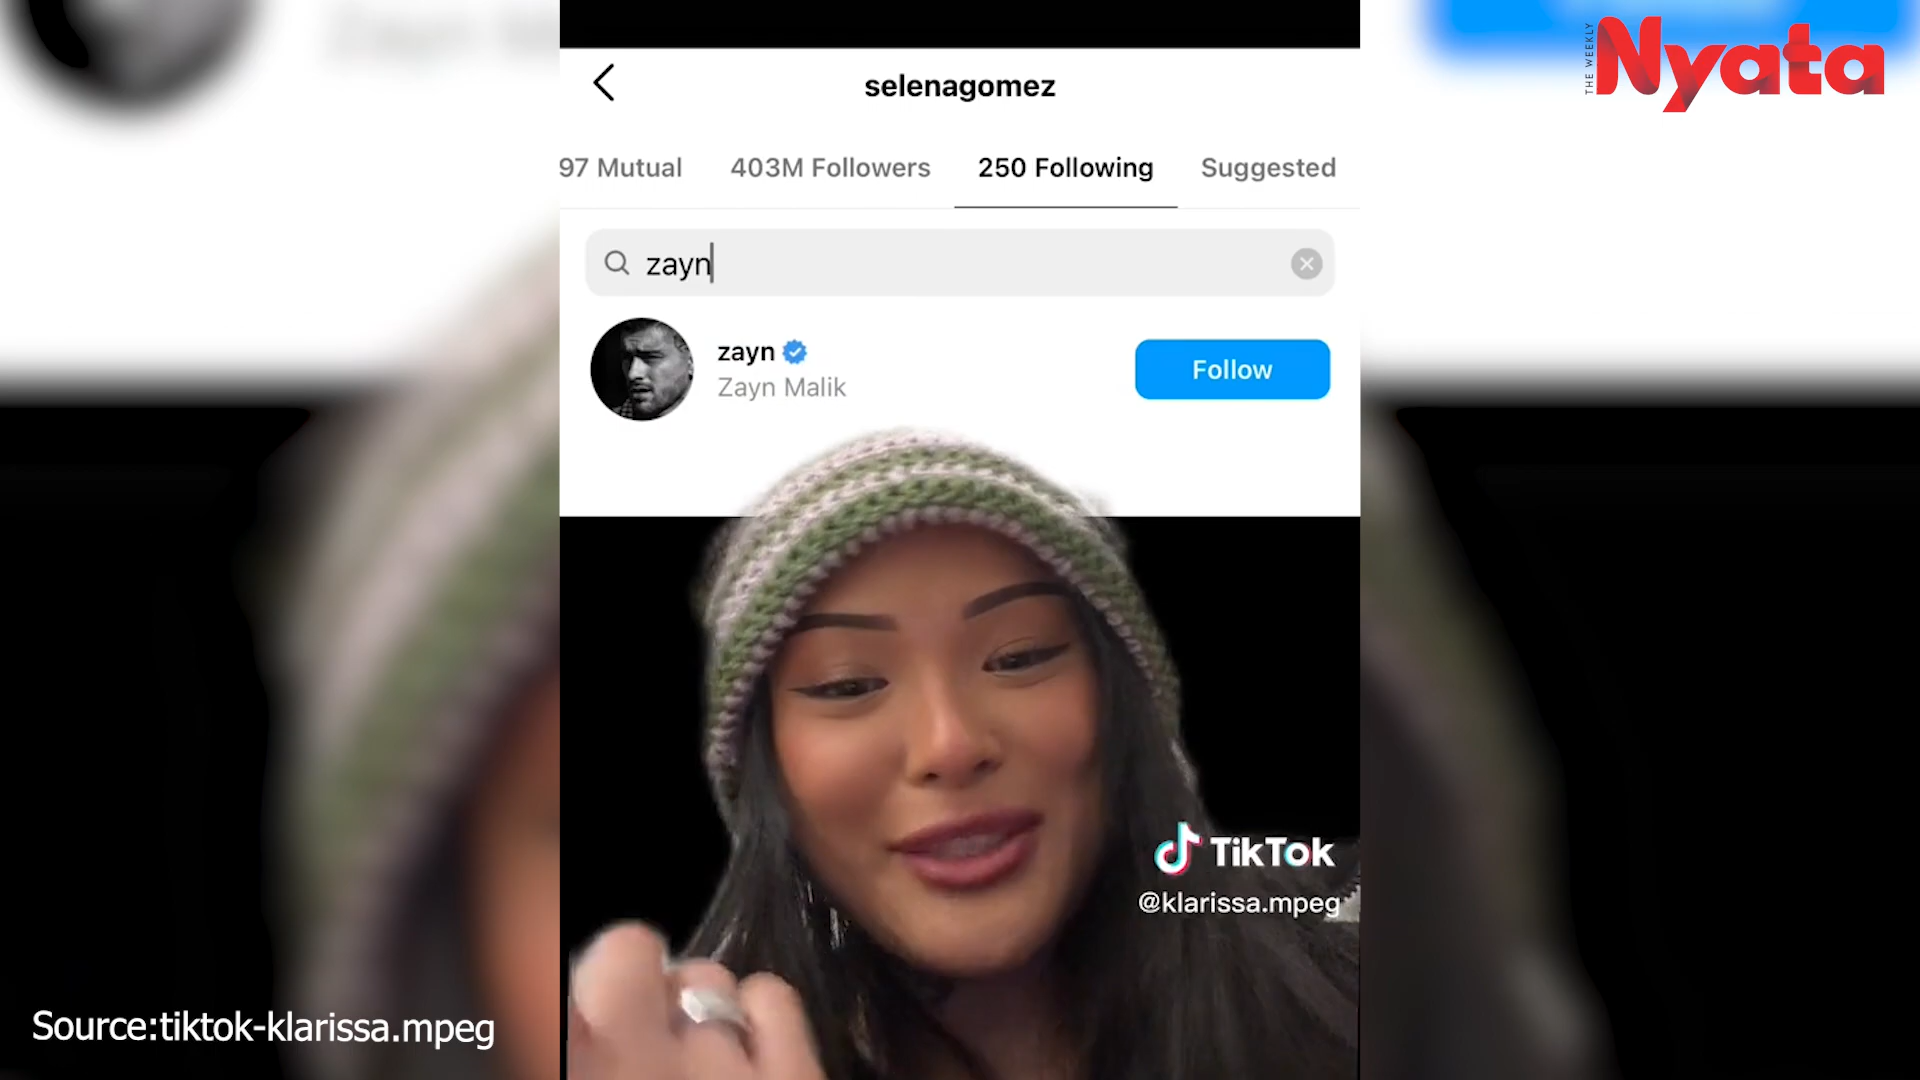 THE WEEKLY
Nyata
selenagomez
97 Mutual
403M Followers
250 Following
Suggested
zayn
zayn
Zayn Malik
Follow
TikTok
@klarissa.mpeg
Source:tiktok-klarissa.mpeg